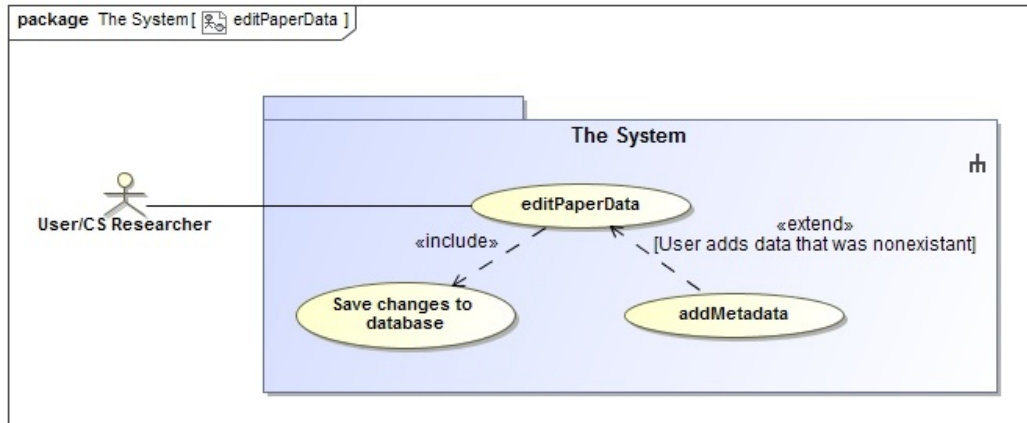 package The System[ editPaperData ]
The System
User/CS Researcher
editPaperData
«include»
«extend»
[User adds data that was nonexistant]
Save changes to
database
addMetadata